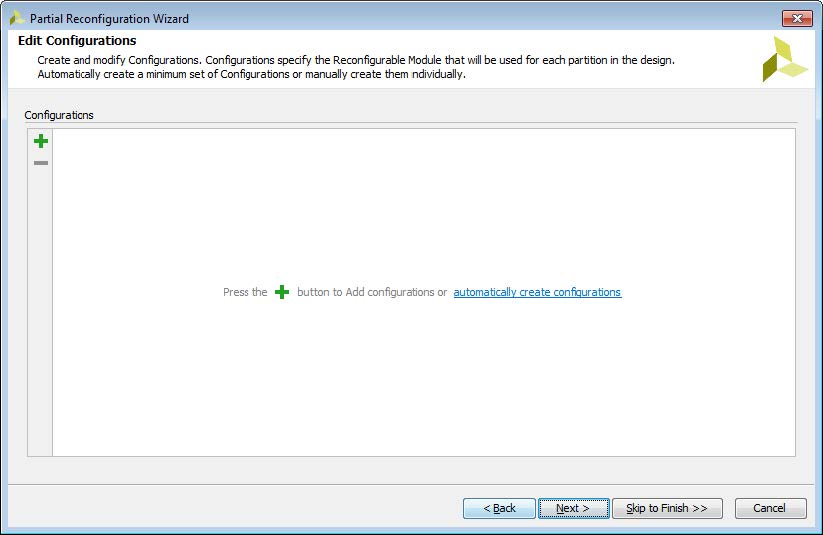 Partial Reconfiguration Wizard
Edit Configurations
Create and modify Configurations. Configurations specify the Reconfigurable Module that will be used for each partition in the design.
Automatically create a minimum set of Configurations or manually create them individually.
Configurations
Press the + button to Add configurations or automatically create configurations
< Back Next > Skip to Finish >> Cancel